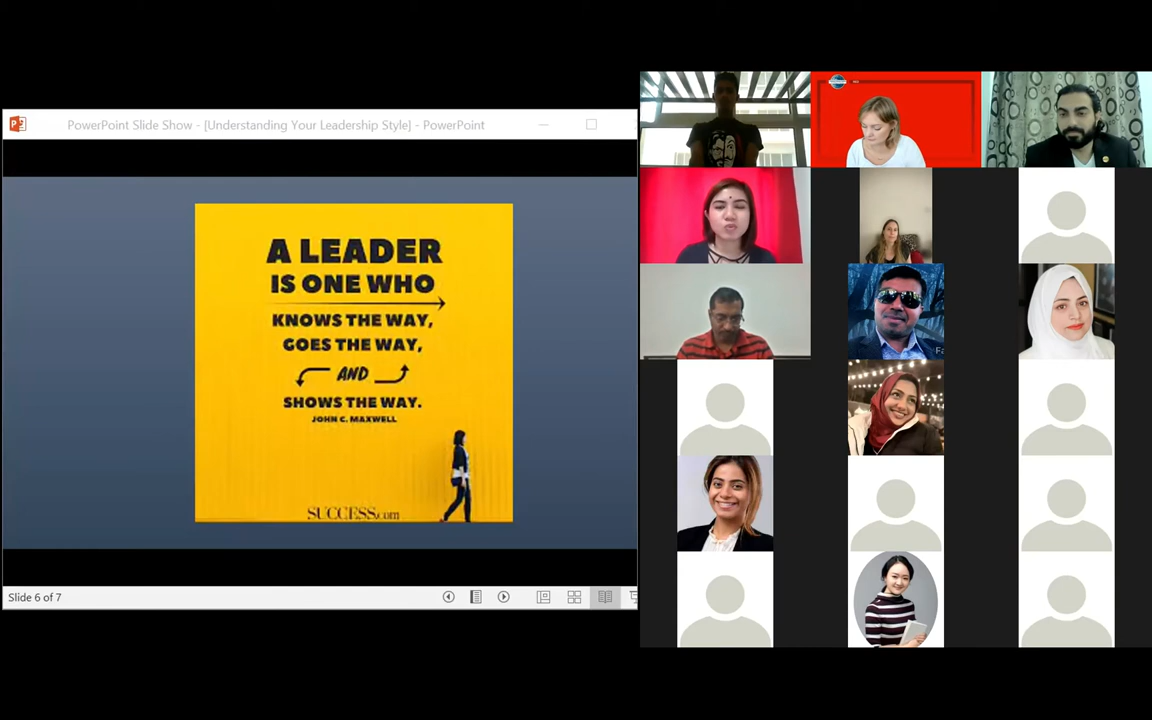 PowerPoint Slide Show - [Understanding Your Leadership Style] - PowerPoint
A LEADER
IS ONE WHO
KNOWS THE WAY,
GOES THE WAY,
AND
SHOWS THE WAY.
JOHN C. MAXWELL
SUCCESS.com
Slide 6 of 7
Fa